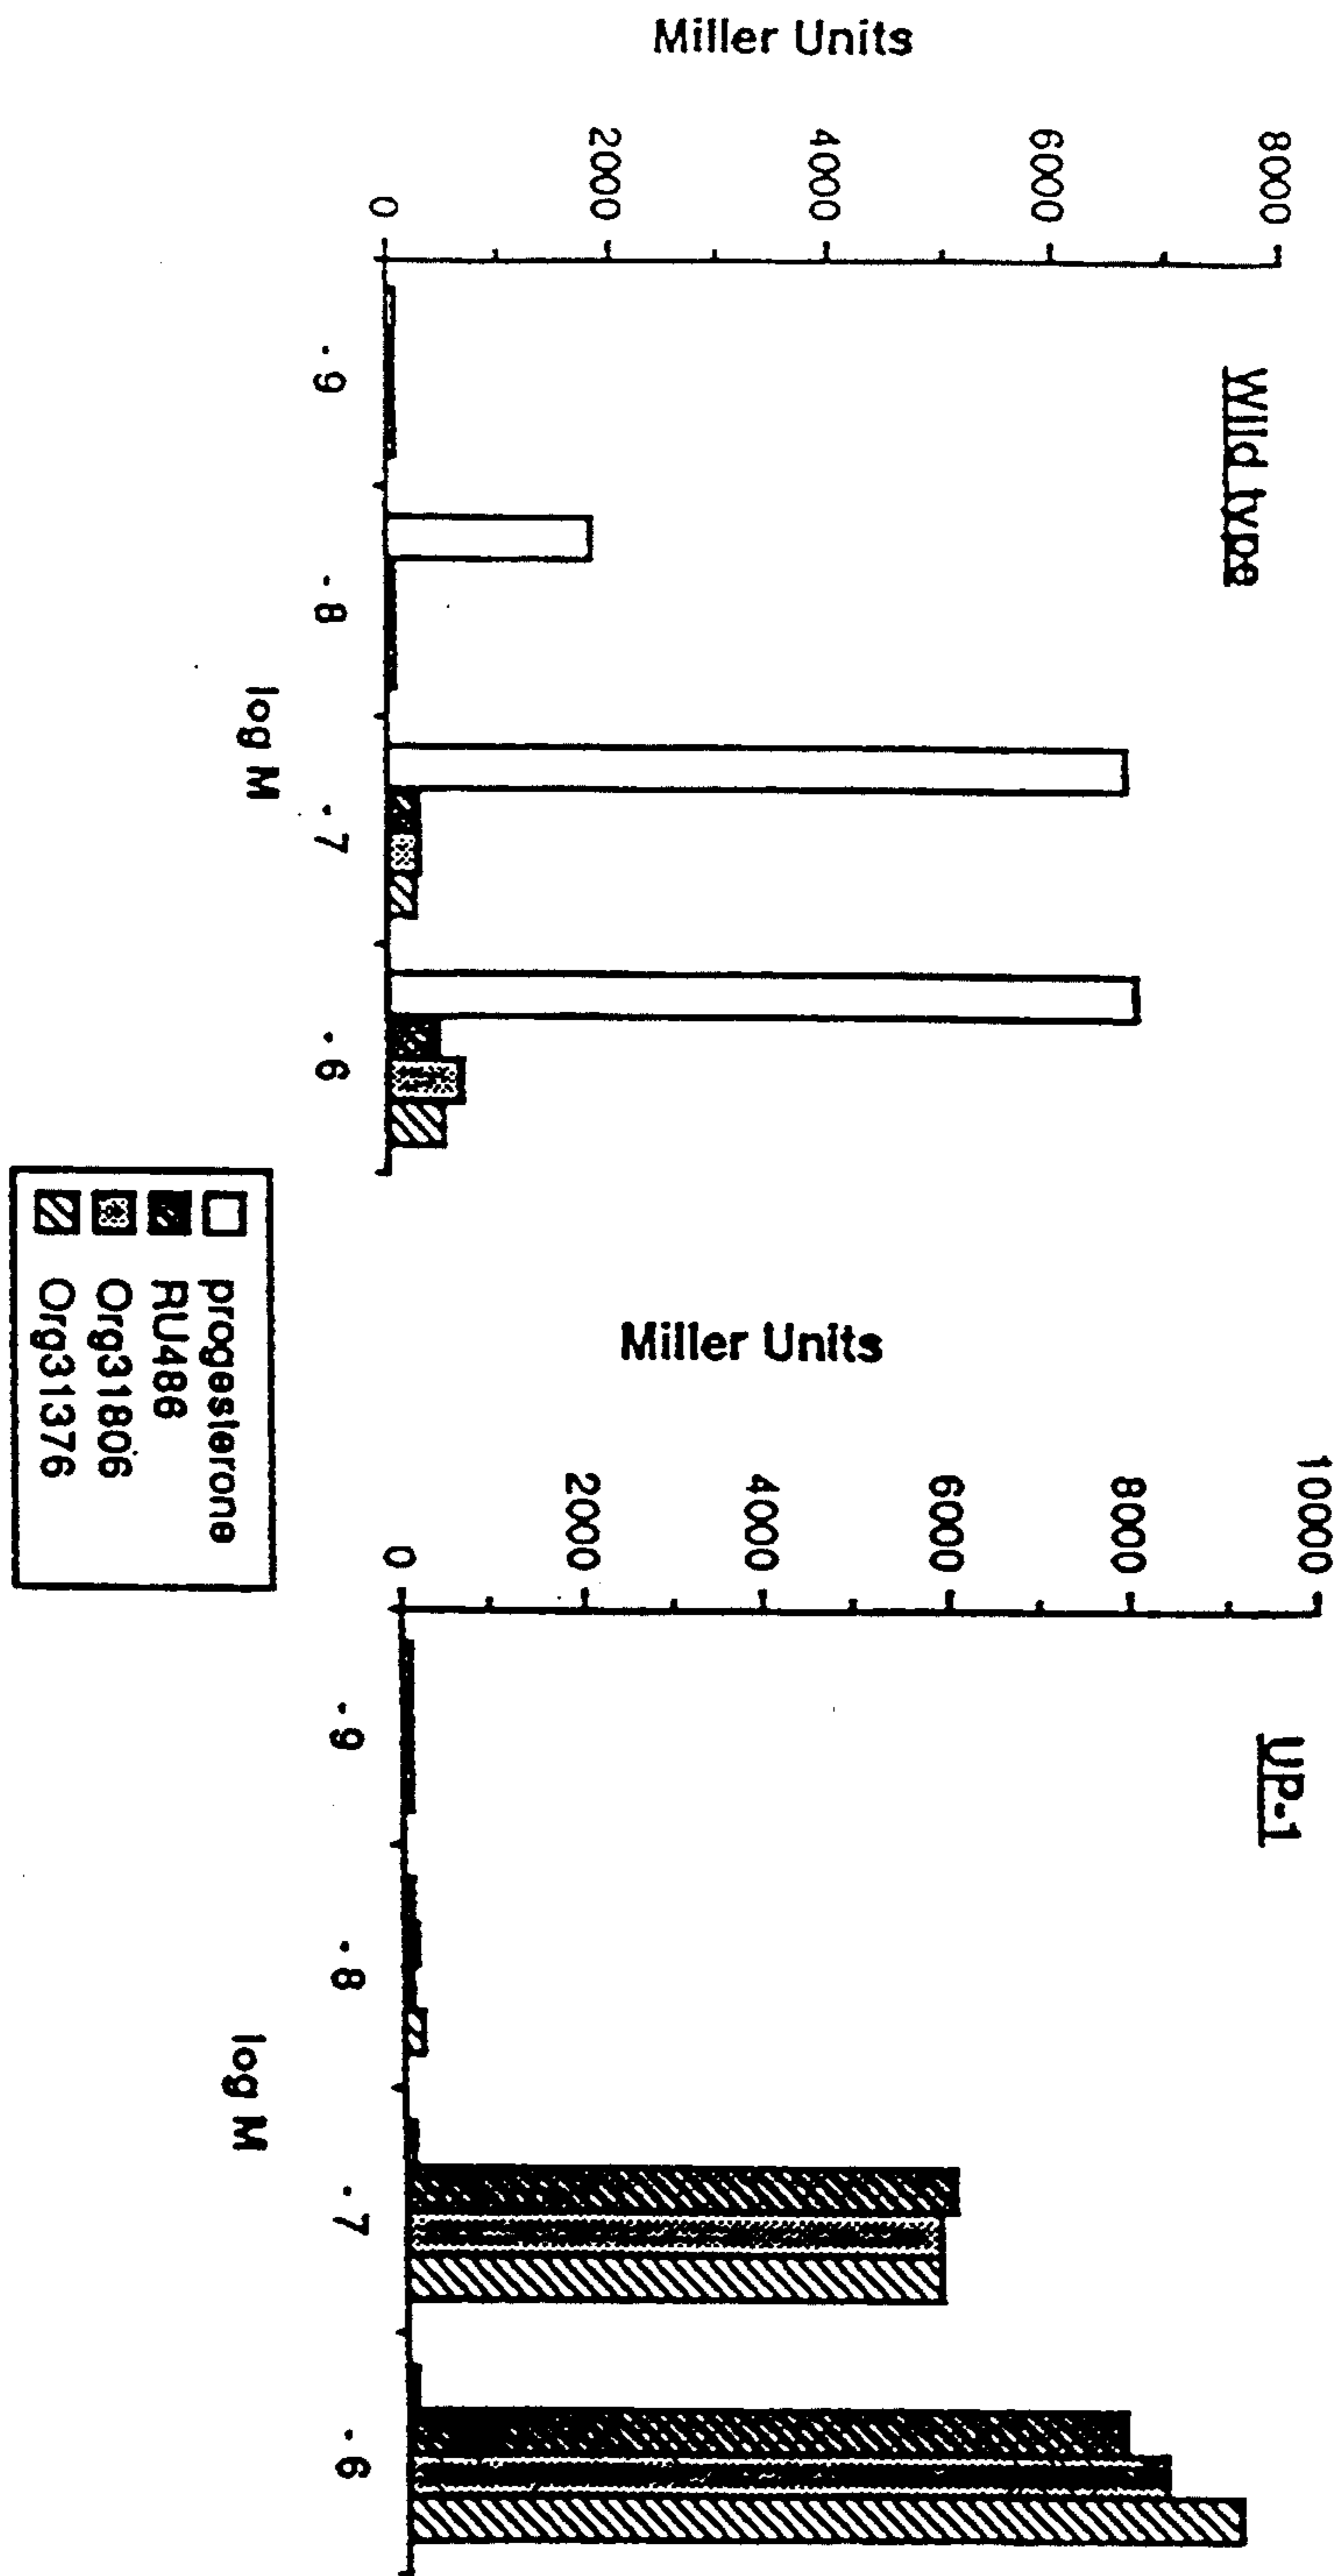 Wild type
Miller Units
8000
6000
4000
2000
0
-9
-8
-7
-6
log M
UP-1
Miller Units
10000
8000
6000
4000
2000
0
-9
-8
-7
-6
log M
progesterone
RU486
Org31806
Org31376